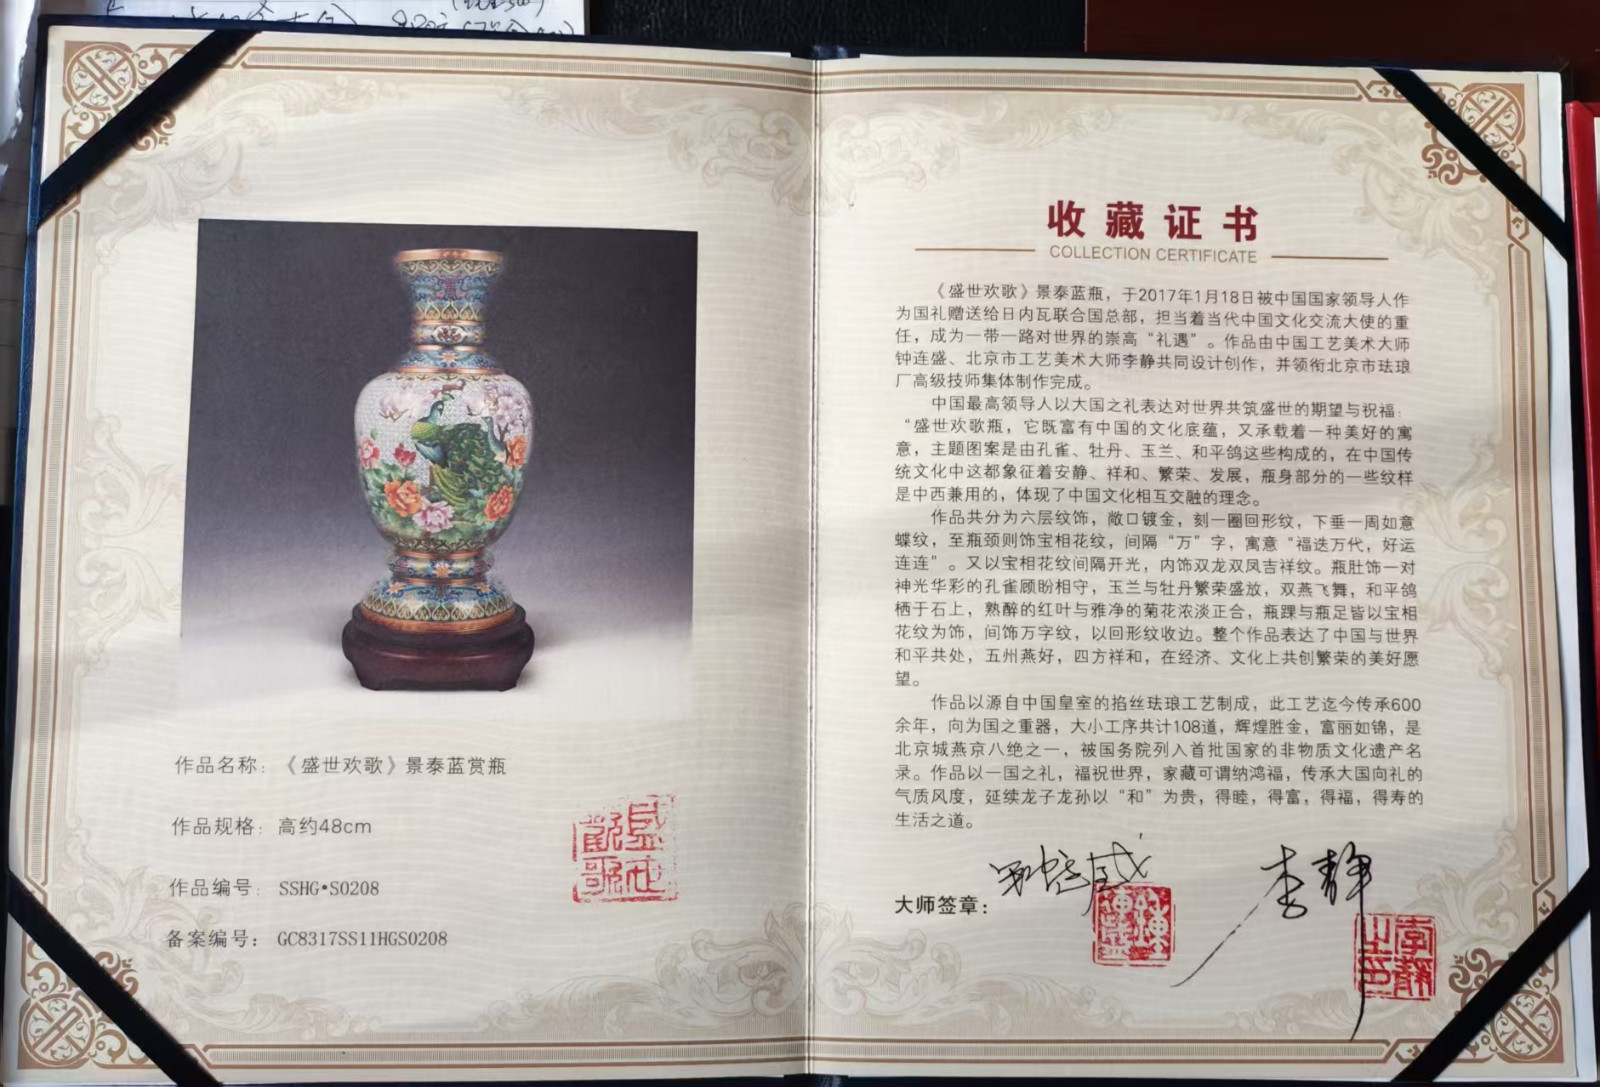 作品名称：《盛世欢歌》景泰蓝赏瓶
作品规格：高约48cm
作品编号：SSHG•S0208
备案编号：GC8317SS11HGS0208
盛世歡歌
收藏证书
COLLECTION CERTIFICATE
《盛世欢歌》景泰蓝瓶，于2017年1月18日被中国国家领导人作
为国礼赠送给日内瓦联合国总部，担当着当代中国文化交流大使的重
任，成为一带一路对世界的崇高“礼遇”。作品由中国工艺美术大师
钟连盛、北京市工艺美术大师李静共同设计创作，并领衔北京市珐琅
厂高级技师集体制作完成。
中国最高领导人以大国之礼表达对世界共筑盛世的期望与祝福：
“盛世欢歌瓶，它既富有中国的文化底蕴，又承载着一种美好的寓
意，主题图案是由孔雀、牡丹、玉兰、和平鸽这些构成的，在中国传
统文化中这都象征着安静、祥和、繁荣、发展，瓶身部分的一些纹样
是中西兼用的，体现了中国文化相互交融的理念。
作品共分为六层纹饰，敞口镀金，刻一圈回形纹，下垂一周如意
蝶纹，至瓶颈则饰宝相花纹，间隔“万”字，寓意“福迭万代，好运
连连”。又以宝相花纹间隔开光，内饰双龙双凤吉祥纹。瓶肚饰一对
神光华彩的孔雀顾盼相守，玉兰与牡丹繁荣盛放，双燕飞舞，和平鸽
栖于石上，熟醉的红叶与雅净的菊花浓淡正合，瓶踝与瓶足皆以宝相
花纹为饰，间饰万字纹，以回形纹收边。整个作品表达了中国与世界
和平共处，五州燕好，四方祥和，在经济、文化上共创繁荣的美好愿
望。
作品以源自中国皇室的掐丝珐琅工艺制成，此工艺迄今传承600
余年，向为国之重器，大小工序共计108道，辉煌胜金，富丽如锦，是
北京城燕京八绝之一，被国务院列入首批国家的非物质文化遗产名
录。作品以一国之礼，福祝世界，家藏可谓纳鸿福，传承大国向礼的
气质风度，延续龙子龙孙以“和”为贵，得睦，得富，得福，得寿的
生活之道。
大师签章：
李静
李静之印